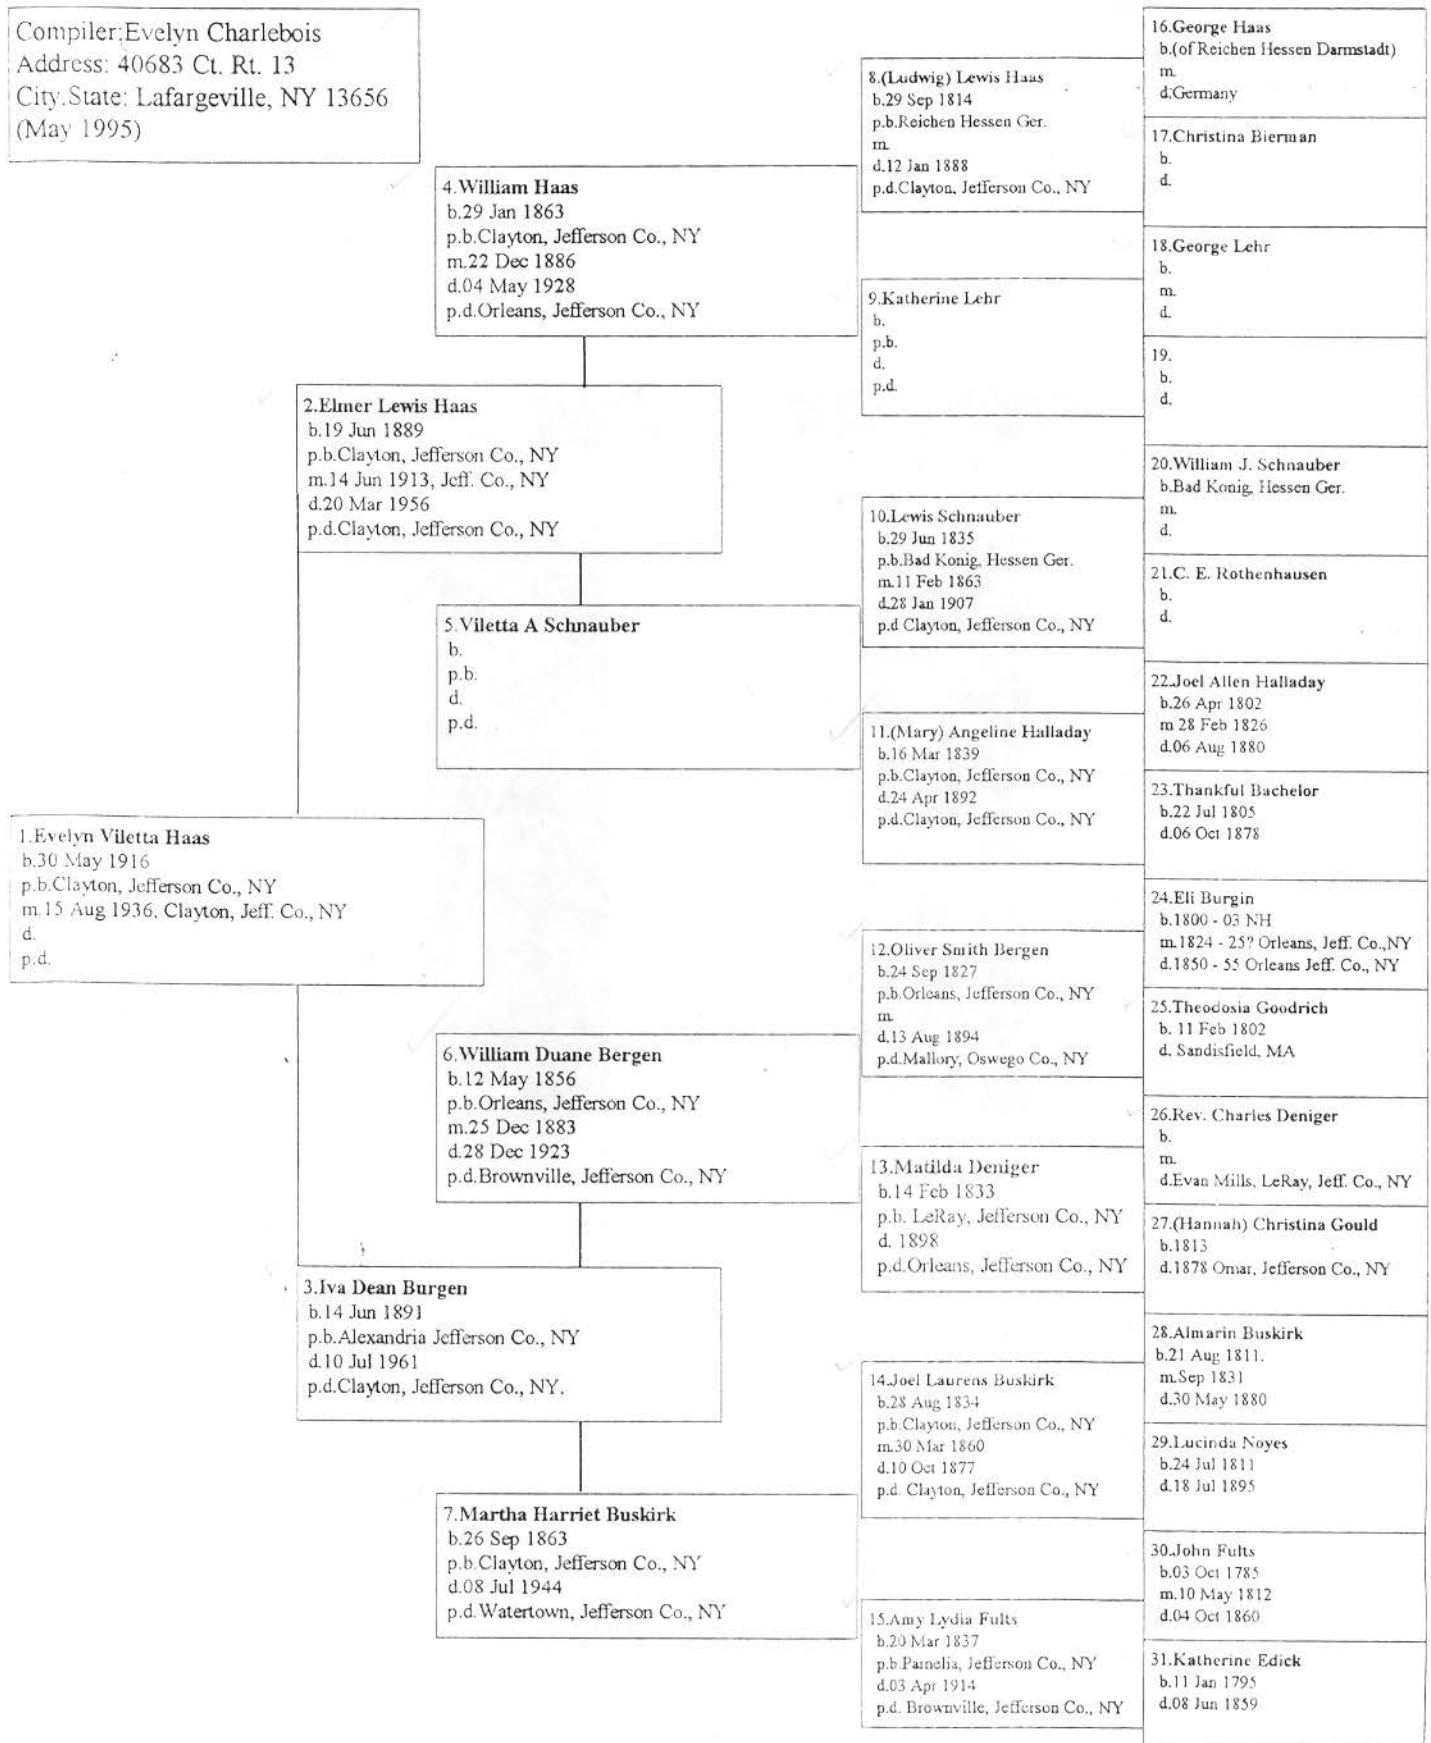 Compiler:Evelyn Charlebois
Address: 40683 Ct. Rt. 13
City.State: Lafargeville, NY 13656
(May 1995)
1.Evelyn Viletta Haas
b.30 May 1916
p.b.Clayton, Jefferson Co., NY
m.15 Aug 1936, Clayton, Jeff. Co., NY
d.
p.d.
2.Elmer Lewis Haas
b.19 Jun 1889
p.b.Clayton, Jefferson Co., NY
m.14 Jun 1913, Jeff. Co., NY
d.20 Mar 1956
p.d.Clayton, Jefferson Co., NY
3.Iva Dean Burgen
b.14 Jun 1891
p.b.Alexandria Jefferson Co., NY
d.10 Jul 1961
p.d.Clayton, Jefferson Co., NY.
4.William Haas
b.29 Jan 1863
p.b.Clayton, Jefferson Co., NY
m.22 Dec 1886
d.04 May 1928
p.d.Orleans, Jefferson Co., NY
5.Viletta A Schnauber
b.
p.b.
d.
p.d.
6.William Duane Bergen
b.12 May 1856
p.b.Orleans, Jefferson Co., NY
m.25 Dec 1883
d.28 Dec 1923
p.d.Brownville, Jefferson Co., NY
7.Martha Harriet Buskirk
b.26 Sep 1863
p.b.Clayton, Jefferson Co., NY
d.08 Jul 1944
p.d.Watertown, Jefferson Co., NY
8.(Ludwig) Lewis Haas
b.29 Sep 1814
p.b.Reichen Hessen Ger.
m.
d.12 Jan 1888
p.d.Clayton, Jefferson Co., NY
9.Katherine Lehr
b.
p.b.
d.
p.d.
10.Lewis Schnauber
b.29 Jun 1835
p.b.Bad Konig, Hessen Ger.
m.11 Feb 1863
d.28 Jan 1907
p.d Clayton, Jefferson Co., NY
11.(Mary) Angeline Halladay
b.16 Mar 1839
p.b.Clayton, Jefferson Co., NY
d.24 Apr 1892
p.d.Clayton, Jefferson Co., NY
12.Oliver Smith Bergen
b.24 Sep 1827
p.b.Orleans, Jefferson Co., NY
m.
d.13 Aug 1894
p.d.Mallory, Oswego Co., NY
13.Matilda Deniger
b.14 Feb 1833
p.b. LeRay, Jefferson Co., NY
d. 1898
p.d.Orleans, Jefferson Co., NY
14.Joel Laurens Buskirk
b.28 Aug 1834
p.b.Clayton, Jefferson Co., NY
m.30 Mar 1860
d.10 Oct 1877
p.d. Clayton, Jefferson Co., NY
15.Amy Lydia Fults
b.20 Mar 1837
p.b.Pamelia, Jefferson Co., NY
d.03 Apr 1914
p.d. Brownville, Jefferson Co., NY
16.George Haas
b.(of Reichen Hessen Darmstadt)
m.
d.Germany
17.Christina Bierman
b.
d.
18.George Lehr
b.
m.
d.
19.
b.
d.
20.William J. Schnauber
b.Bad Konig, Hessen Ger.
m.
d.
21.C. E. Rothenhausen
b.
d.
22.Joel Allen Halladay
b.26 Apr 1802
m 28 Feb 1826
d.06 Aug 1880
23.Thankful Bachelor
b.22 Jul 1805
d.06 Oct 1878
24.Eli Burgin
b.1800 - 03 NH
m.1824 - 25? Orleans, Jeff. Co.,NY
d.1850 - 55 Orleans Jeff. Co., NY
25.Theodosia Goodrich
b. 11 Feb 1802
d. Sandisfield, MA
26.Rev. Charles Deniger
b.
m.
d.Evan Mills, LeRay, Jeff. Co., NY
27.(Hannah) Christina Gould
b.1813
d.1878 Omar, Jefferson Co., NY
28.Almarin Buskirk
b.21 Aug 1811.
m.Sep 1831
d.30 May 1880
29.Lucinda Noyes
b.24 Jul 1811
d.18 Jul 1895
30.John Fults
b.03 Oct 1785
m.10 May 1812
d.04 Oct 1860
31.Katherine Edick
b.11 Jan 1795
d.08 Jun 1859